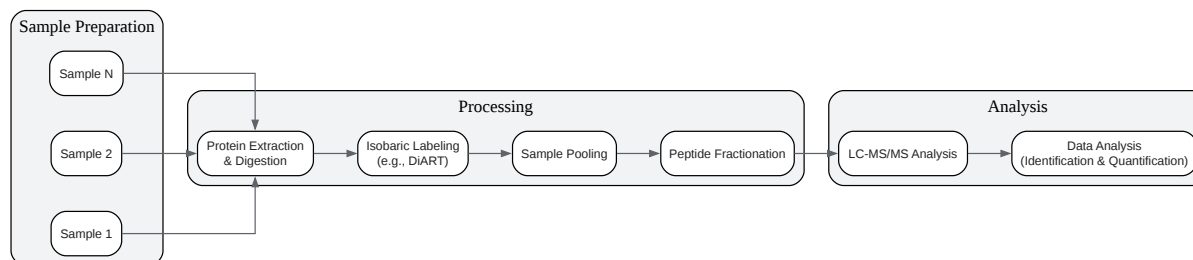 Sample Preparation
Sample N
Sample 2
Sample 1
Processing
Protein Extraction
& Digestion
Isobaric Labeling
(e.g., DiART)
Sample Pooling
Peptide Fractionation
Analysis
LC-MS/MS Analysis
Data Analysis
(Identification & Quantification)